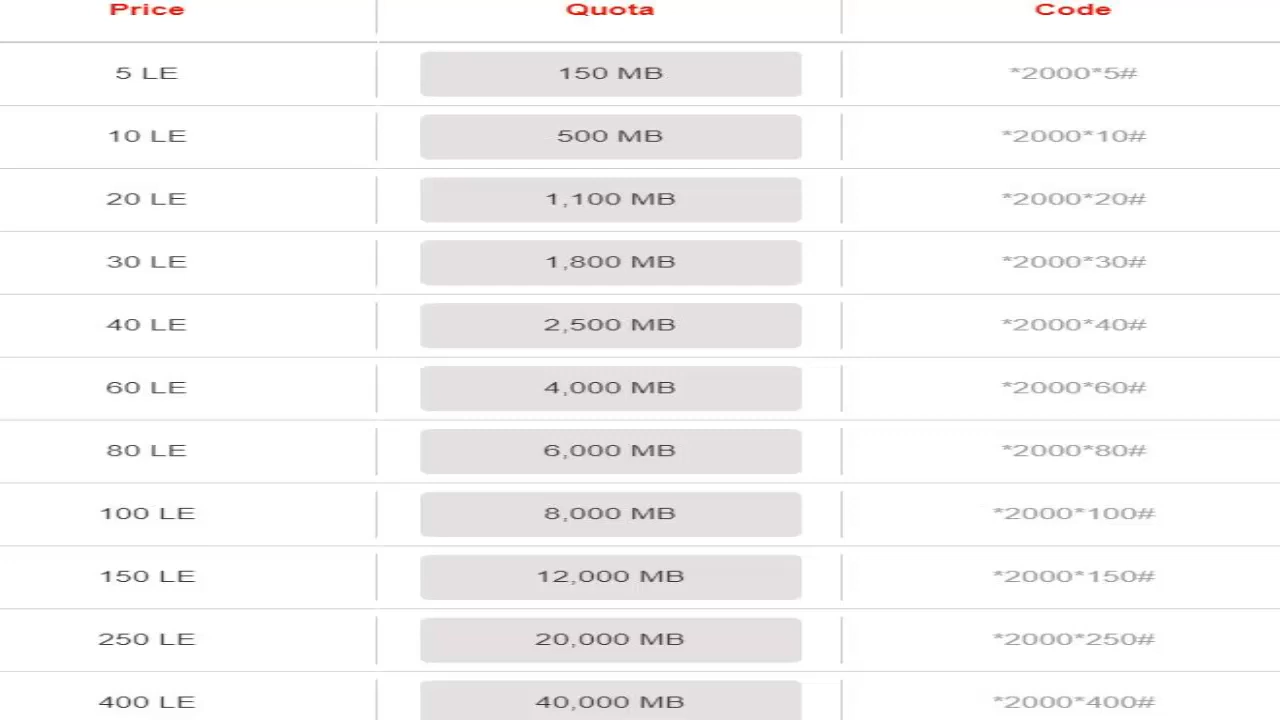 Price Quota Code
5 LE 150 MB *2000*5#
10 LE 500 MB *2000*10#
20 LE 1,100 MB *2000*20#
30 LE 1,800 MB *2000*30#
40 LE 2,500 MB *2000*40#
60 LE 4,000 MB *2000*60#
80 LE 6,000 MB *2000*80#
100 LE 8,000 MB *2000*100#
150 LE 12,000 MB *2000*150#
250 LE 20,000 MB *2000*250#
400 LE 40,000 MB *2000*400#